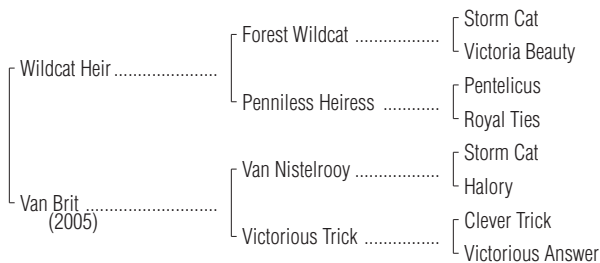 Storm Cat
Forest Wildcat ..................
Victoria Beauty
Wildcat Heir ......................
Pentelicus
Penniless Heiress ............
Royal Ties
Storm Cat
Van Nistelrooy ..................
Halory
Van Brit ............................
(2005)
Clever Trick
Victorious Trick ................
Victorious Answer